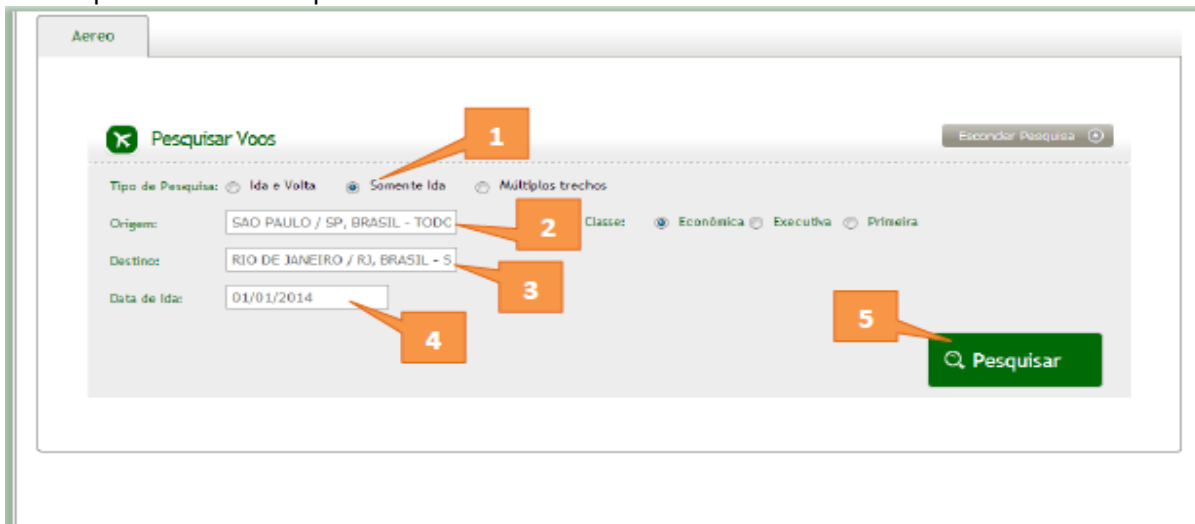 Aereo
Pesquisar Voos
1
Esconder Pesquisa
Tipo de Pesquisa: Ida e Volta Somente Ida Múltiplos trechos
Origem: SAO PAULO / SP, BRASIL - TODO 2 Classe: Econômica Executiva Primeira
Destino: RIO DE JANEIRO / RJ, BRASIL - S 3
Data de Ida: 01/01/2014
4
5
Pesquisar